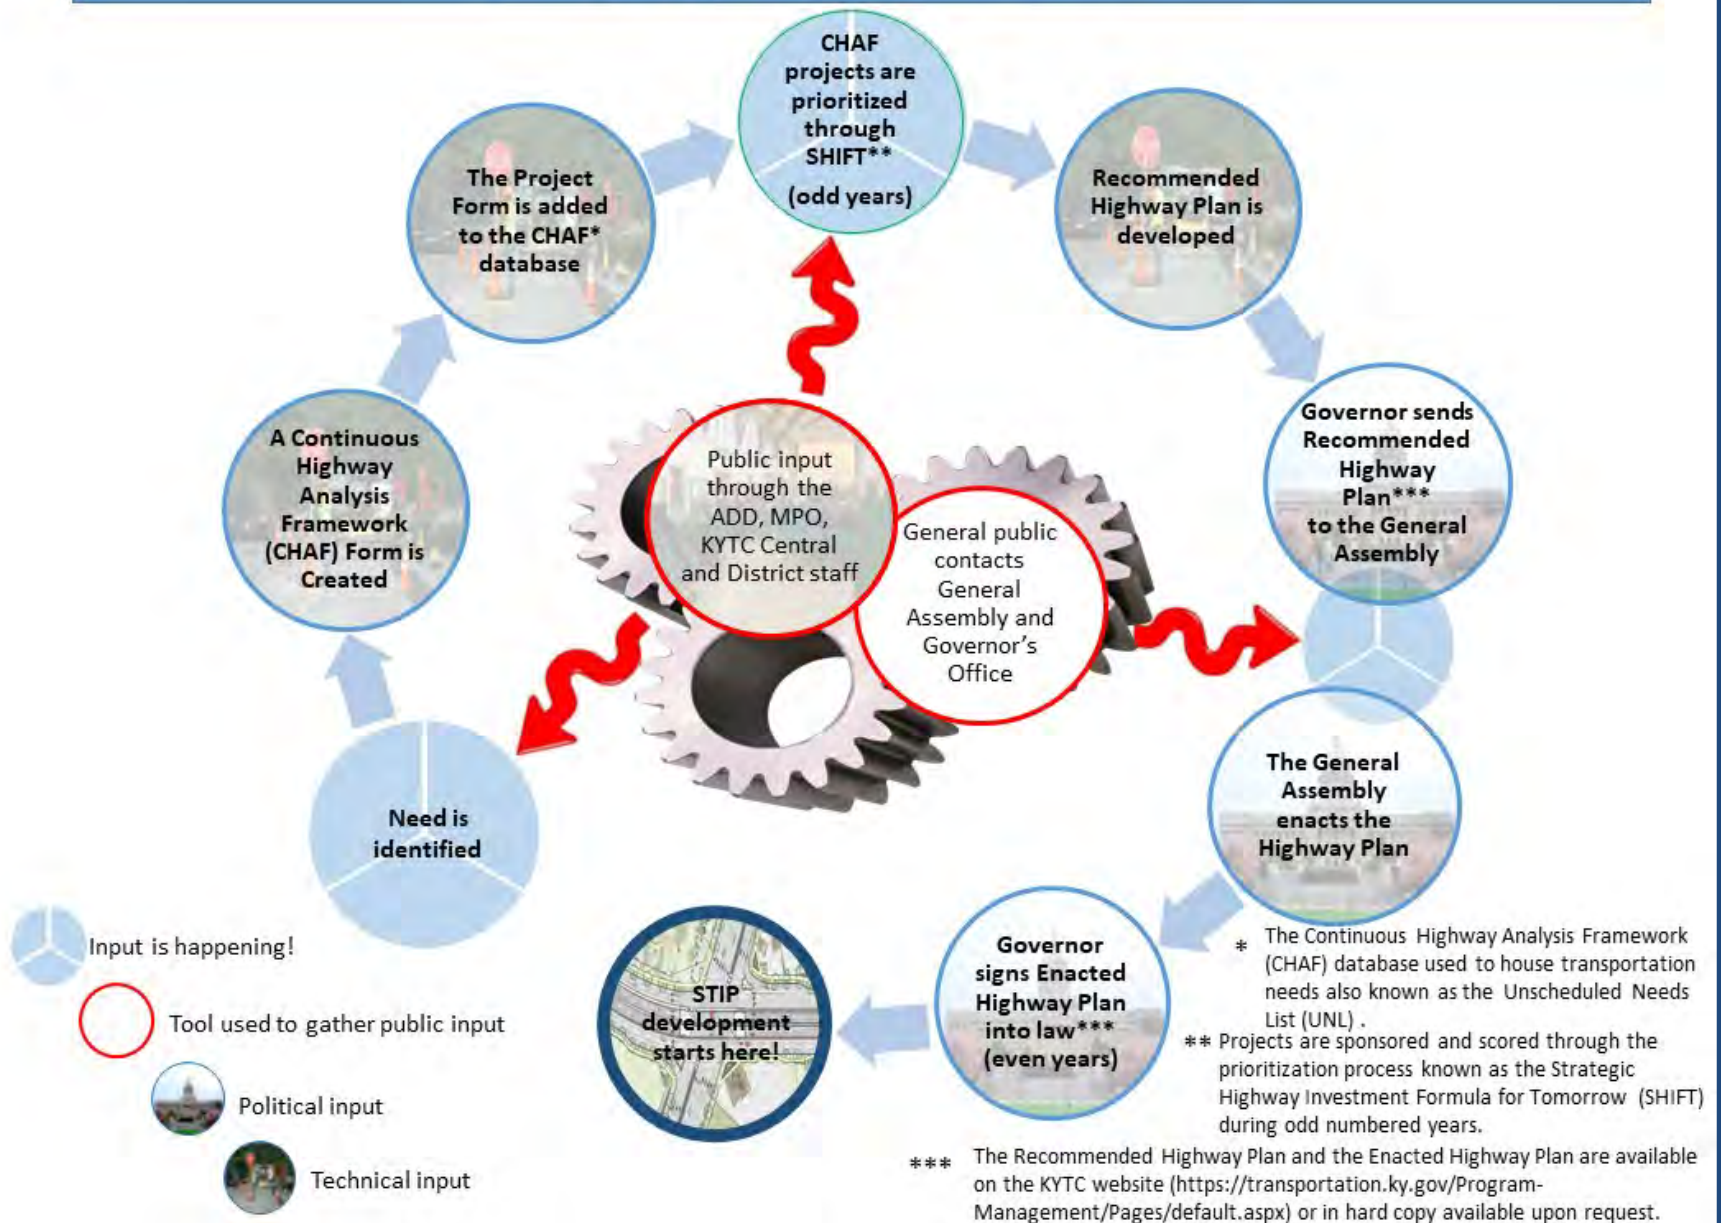 CHAF
projects are
prioritized
through
SHIFT**
(odd years)
The Project
Form is added
to the CHAF*
database
Recommended
Highway Plan is
developed
A Continuous
Highway
Analysis
Framework
(CHAF) Form is
Created
Public input
through the
ADD, MPO,
KYTC Central
and District staff
General public
contacts
General
Assembly and
Governor's
Office
Governor sends
Recommended
Highway
Plan***
to the General
Assembly
Need is
identified
The General
Assembly
enacts the
Highway Plan
Governor
signs Enacted
Highway Plan
into law***
(even years)
STIP
development
starts here!
Input is happening!
Tool used to gather public input
Political input
Technical input
* The Continuous Highway Analysis Framework
(CHAF) database used to house transportation
needs also known as the Unscheduled Needs
List (UNL) .
** Projects are sponsored and scored through the
prioritization process known as the Strategic
Highway Investment Formula for Tomorrow (SHIFT)
during odd numbered years.
*** The Recommended Highway Plan and the Enacted Highway Plan are available
on the KYTC website (https://transportation.ky.gov/Program-
Management/Pages/default.aspx) or in hard copy available upon request.